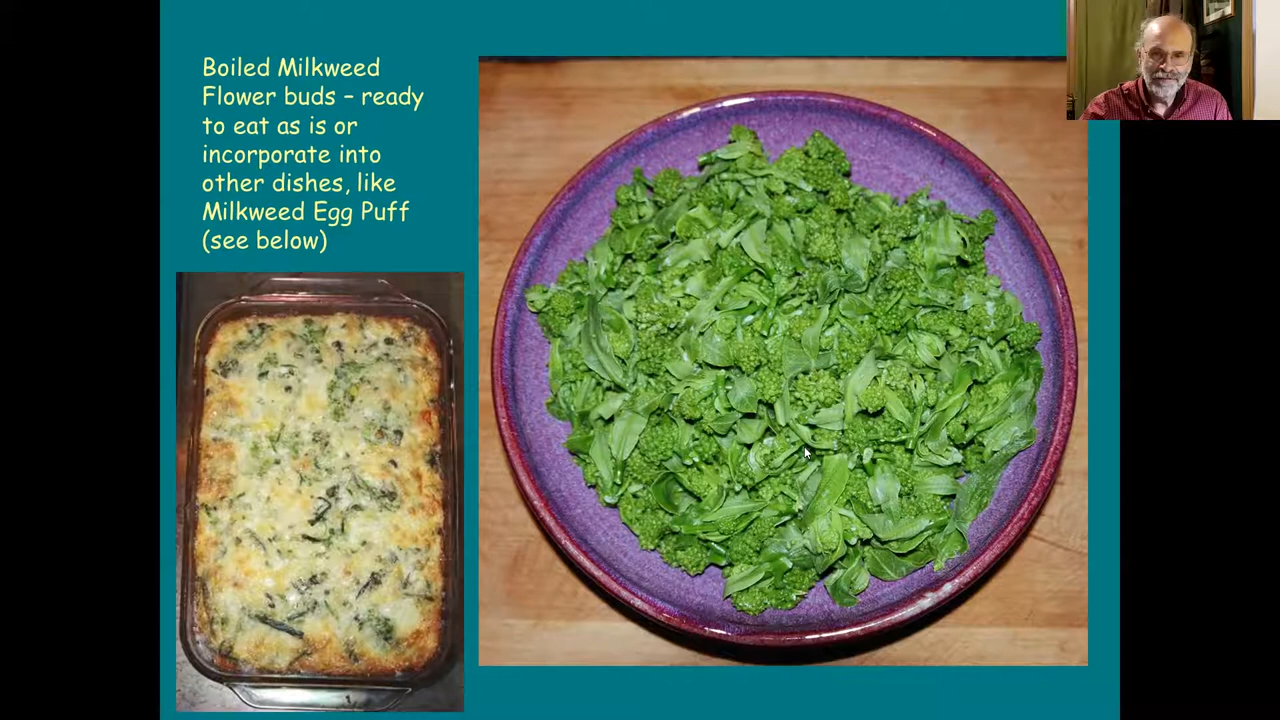 Boiled Milkweed
Flower buds – ready
to eat as is or
incorporate into
other dishes, like
Milkweed Egg Puff
(see below)